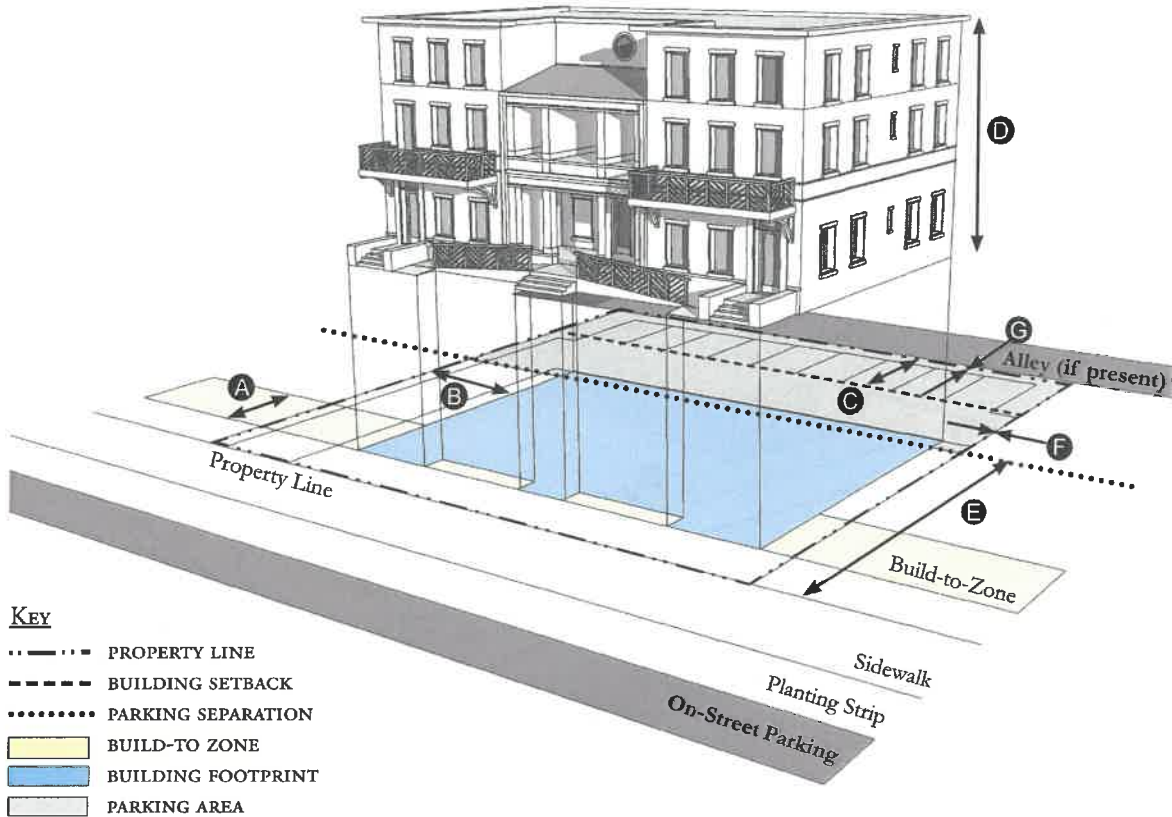 D
G
Alley (if present)
C
A
B
F
Property Line
E
Build-to-Zone
KEY
PROPERTY LINE
BUILDING SETBACK
PARKING SEPARATION
BUILD-TO ZONE
BUILDING FOOTPRINT
PARKING AREA
Sidewalk
Planting Strip
On-Street Parking